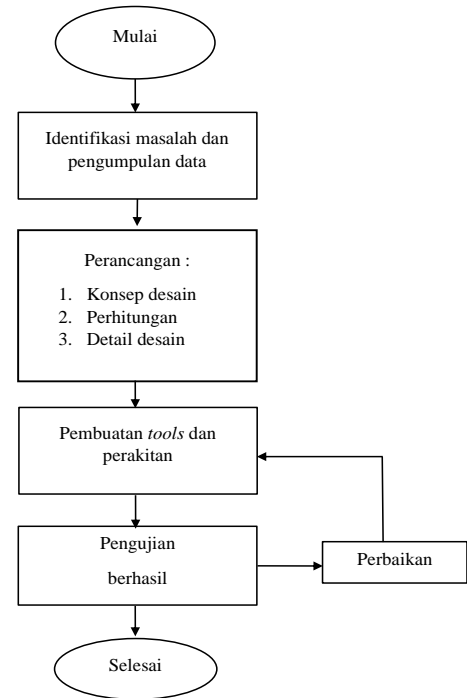 Mulai
Identifikasi masalah dan
pengumpulan data
Perancangan :
1. Konsep desain
2. Perhitungan
3. Detail desain
Pembuatan tools dan
perakitan
Pengujian
berhasil
Perbaikan
Selesai